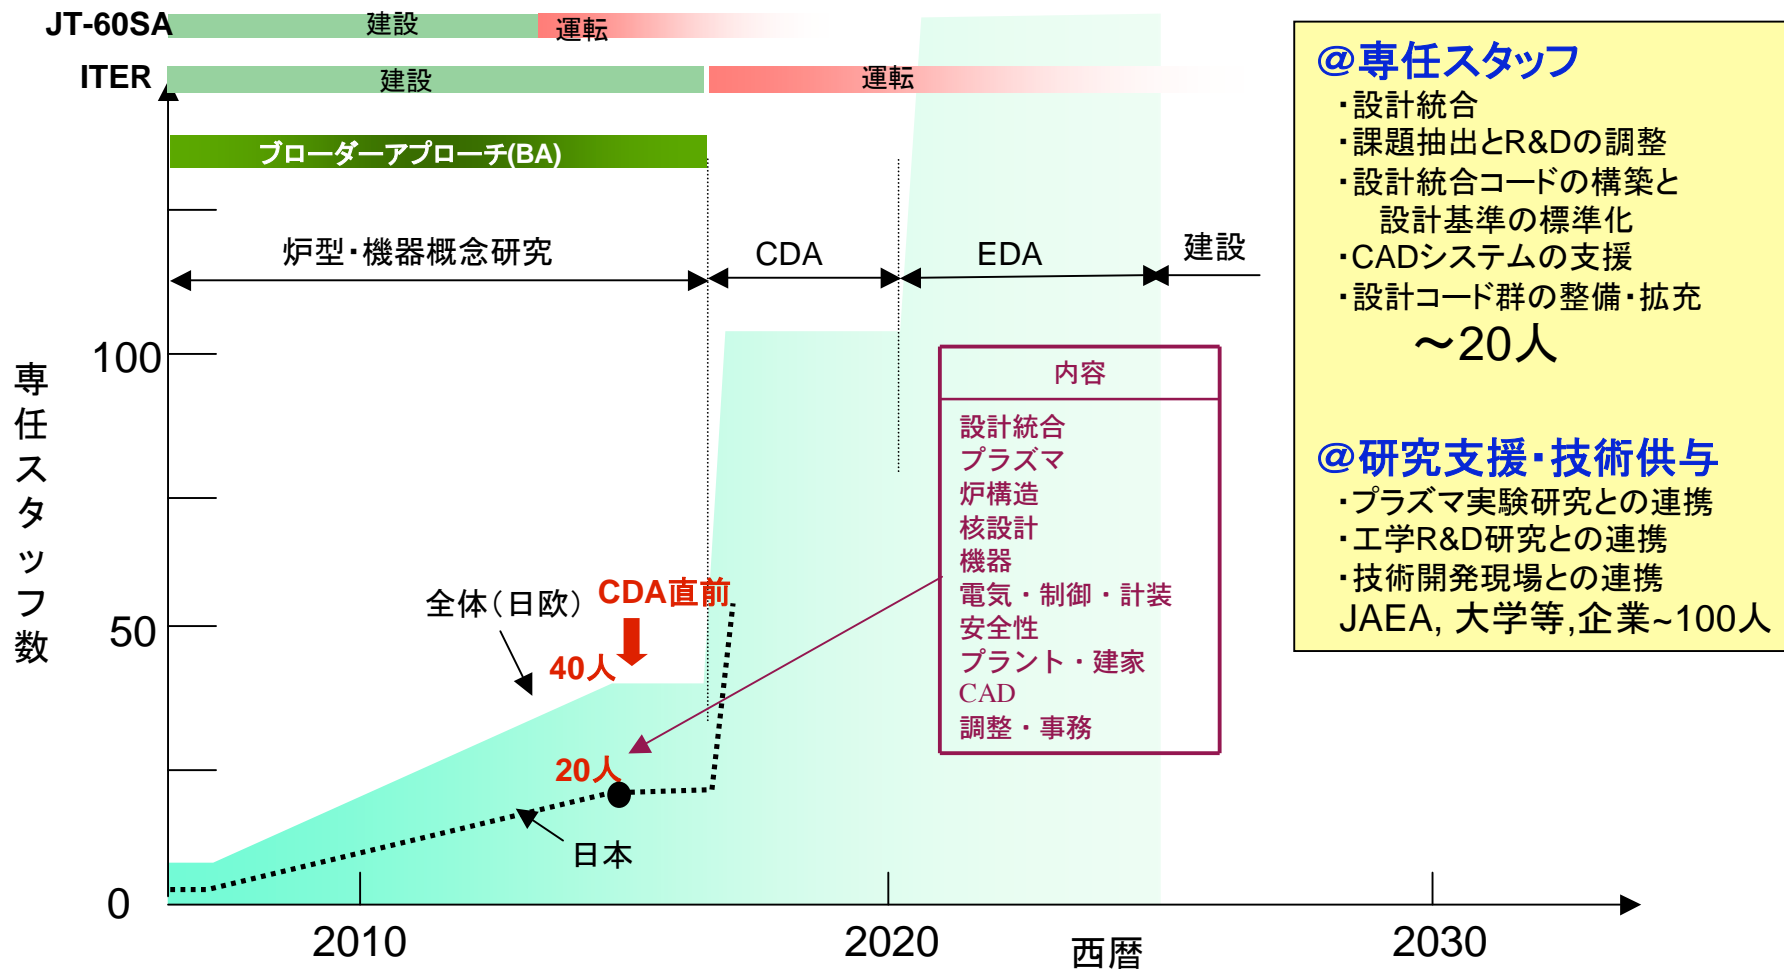 JT-60SA
建設
運転
ITER
建設
運転
ブローダーアプローチ(BA)
炉型・機器概念研究
CDA
EDA
建設
専任スタッフ数
100
50
0
全体（日欧）
CDA直前
40人
20人
日本
内容
設計統合
プラズマ
炉構造
核設計
機器
電気・制御・計装
安全性
プラント・建家
CAD
調整・事務
2010
2020
西暦
2030
＠専任スタッフ
・設計統合
・課題抽出とR&Dの調整
・設計統合コードの構築と
設計基準の標準化
・CADシステムの支援
・設計コード群の整備・拡充
～20人
＠研究支援・技術供与
・プラズマ実験研究との連携
・工学R&D研究との連携
・技術開発現場との連携
JAEA, 大学等,企業~100人